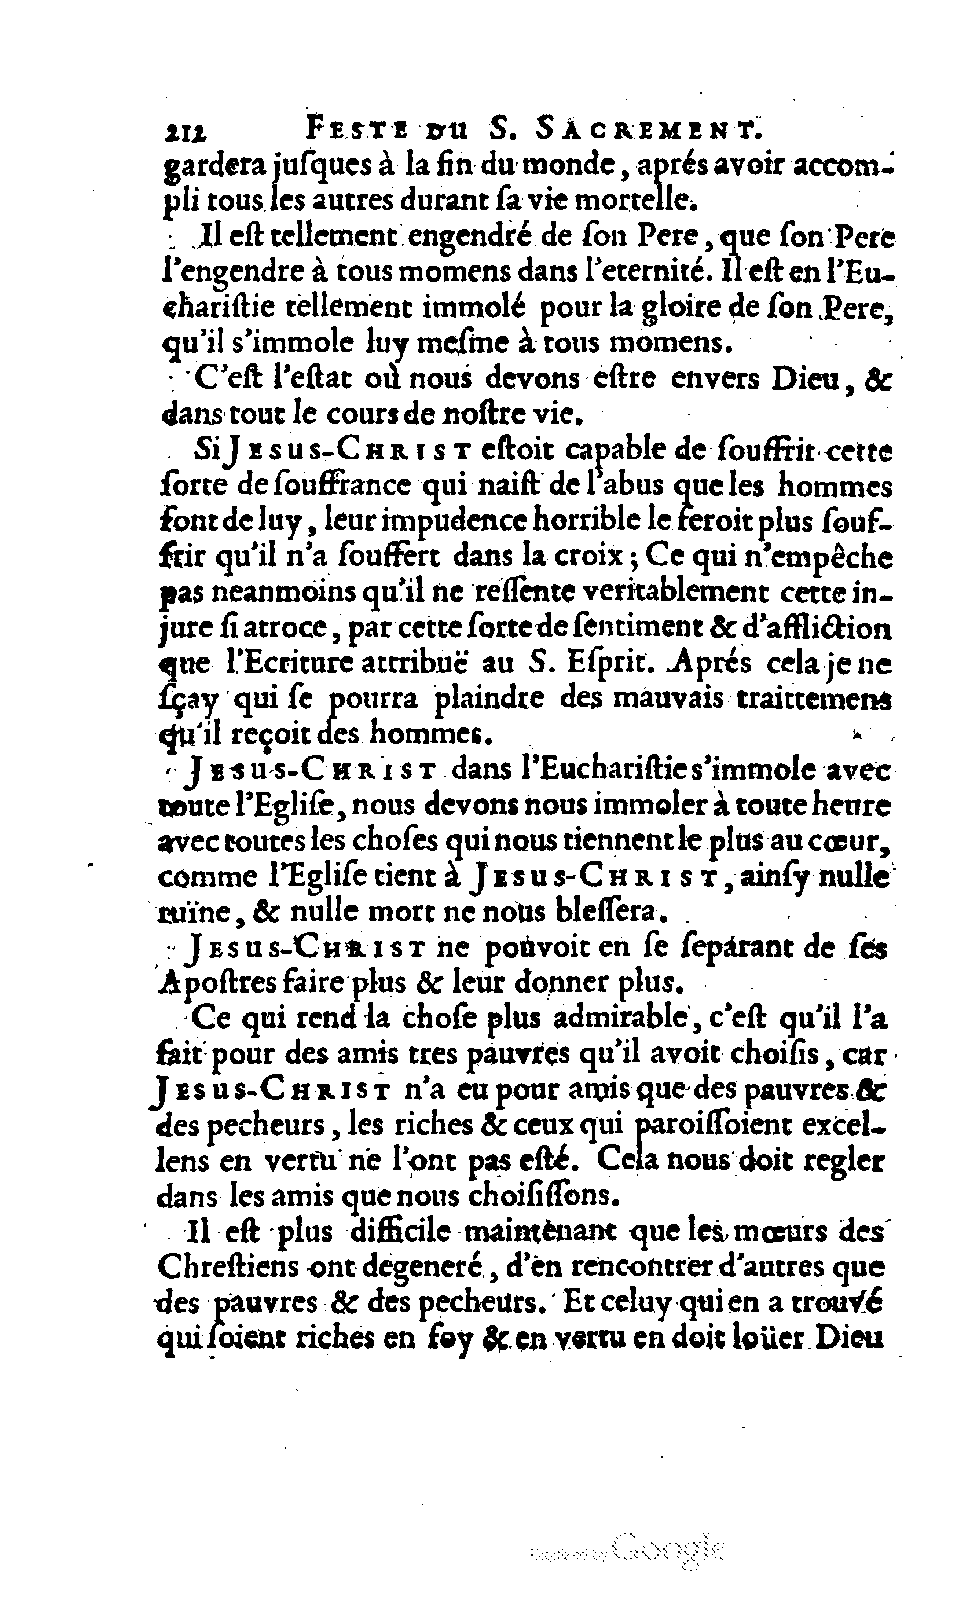 212 FESTE DU S. SACREMENT.
gardera juſques à la fin du monde, aprés avoir accom-
pli tous les autres durant ſa vie mortelle.
Il eſt tellement engendré de ſon Pere, que ſon Pere
l'engendre à tous momens dans l'eternité. Il eſt en l'Eu-
chariſtie tellement immolé pour la gloire de ſon Pere,
qu'il s'immole luy meſme à tous momens.
C'eſt l'eſtat où nous devons eſtre envers Dieu, &
dans tout le cours de noſtre vie.
Si JESUS-CHRIST eſtoit capable de ſouffrir cette
ſorte de ſouffrance qui naiſt de l'abus que les hommes
font de luy, leur impudence horrible le feroit plus ſouf-
frir qu'il n'a ſouffert dans la croix; Ce qui n'empêche
pas neanmoins qu'il ne reſſente veritablement cette in-
jure ſi atroce, par cette ſorte de ſentiment & d'affliction
que l'Ecriture attribuë au S. Eſprit. Aprés cela je ne
ſçay qui ſe pourra plaindre des mauvais traittemens
qu'il reçoit des hommes.
JESUS-CHRIST dans l'Euchariſtie s'immole avec
toute l'Egliſe, nous devons nous immoler à toute heure
avec toutes les choſes qui nous tiennent le plus au cœur,
comme l'Egliſe tient à JESUS-CHRIST, ainſy nulle
ruïne, & nulle mort ne nous bleſſera.
JESUS-CHRIST ne pouvoit en ſe ſeparant de ſes
Apoſtres faire plus & leur donner plus.
Ce qui rend la choſe plus admirable, c'eſt qu'il l'a
fait pour des amis tres pauvres qu'il avoit choiſis, car
JESUS-CHRIST n'a eu pour amis que des pauvres &
des pecheurs, les riches & ceux qui paroiſſoient excel-
lens en vertu ne l'ont pas eſté. Cela nous doit regler
dans les amis que nous choiſiſſons.
Il eſt plus difficile maintenant que les mœurs des
Chreſtiens ont degeneré, d'en rencontrer d'autres que
des pauvres & des pecheurs. Et celuy qui en a trouvé
qui ſoient riches en foy & en vertu en doit loüer Dieu
Google